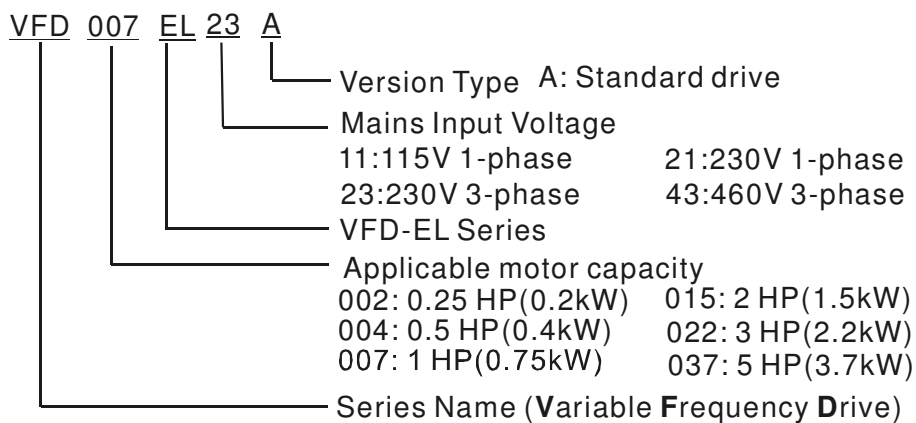 VFD 007 EL 23 A
Version Type A: Standard drive
Mains Input Voltage
11:115V 1-phase 21:230V 1-phase
23:230V 3-phase 43:460V 3-phase
VFD-EL Series
Applicable motor capacity
002: 0.25 HP(0.2kW) 015: 2 HP(1.5kW)
004: 0.5 HP(0.4kW) 022: 3 HP(2.2kW)
007: 1 HP(0.75kW) 037: 5 HP(3.7kW)
Series Name (Variable Frequency Drive)